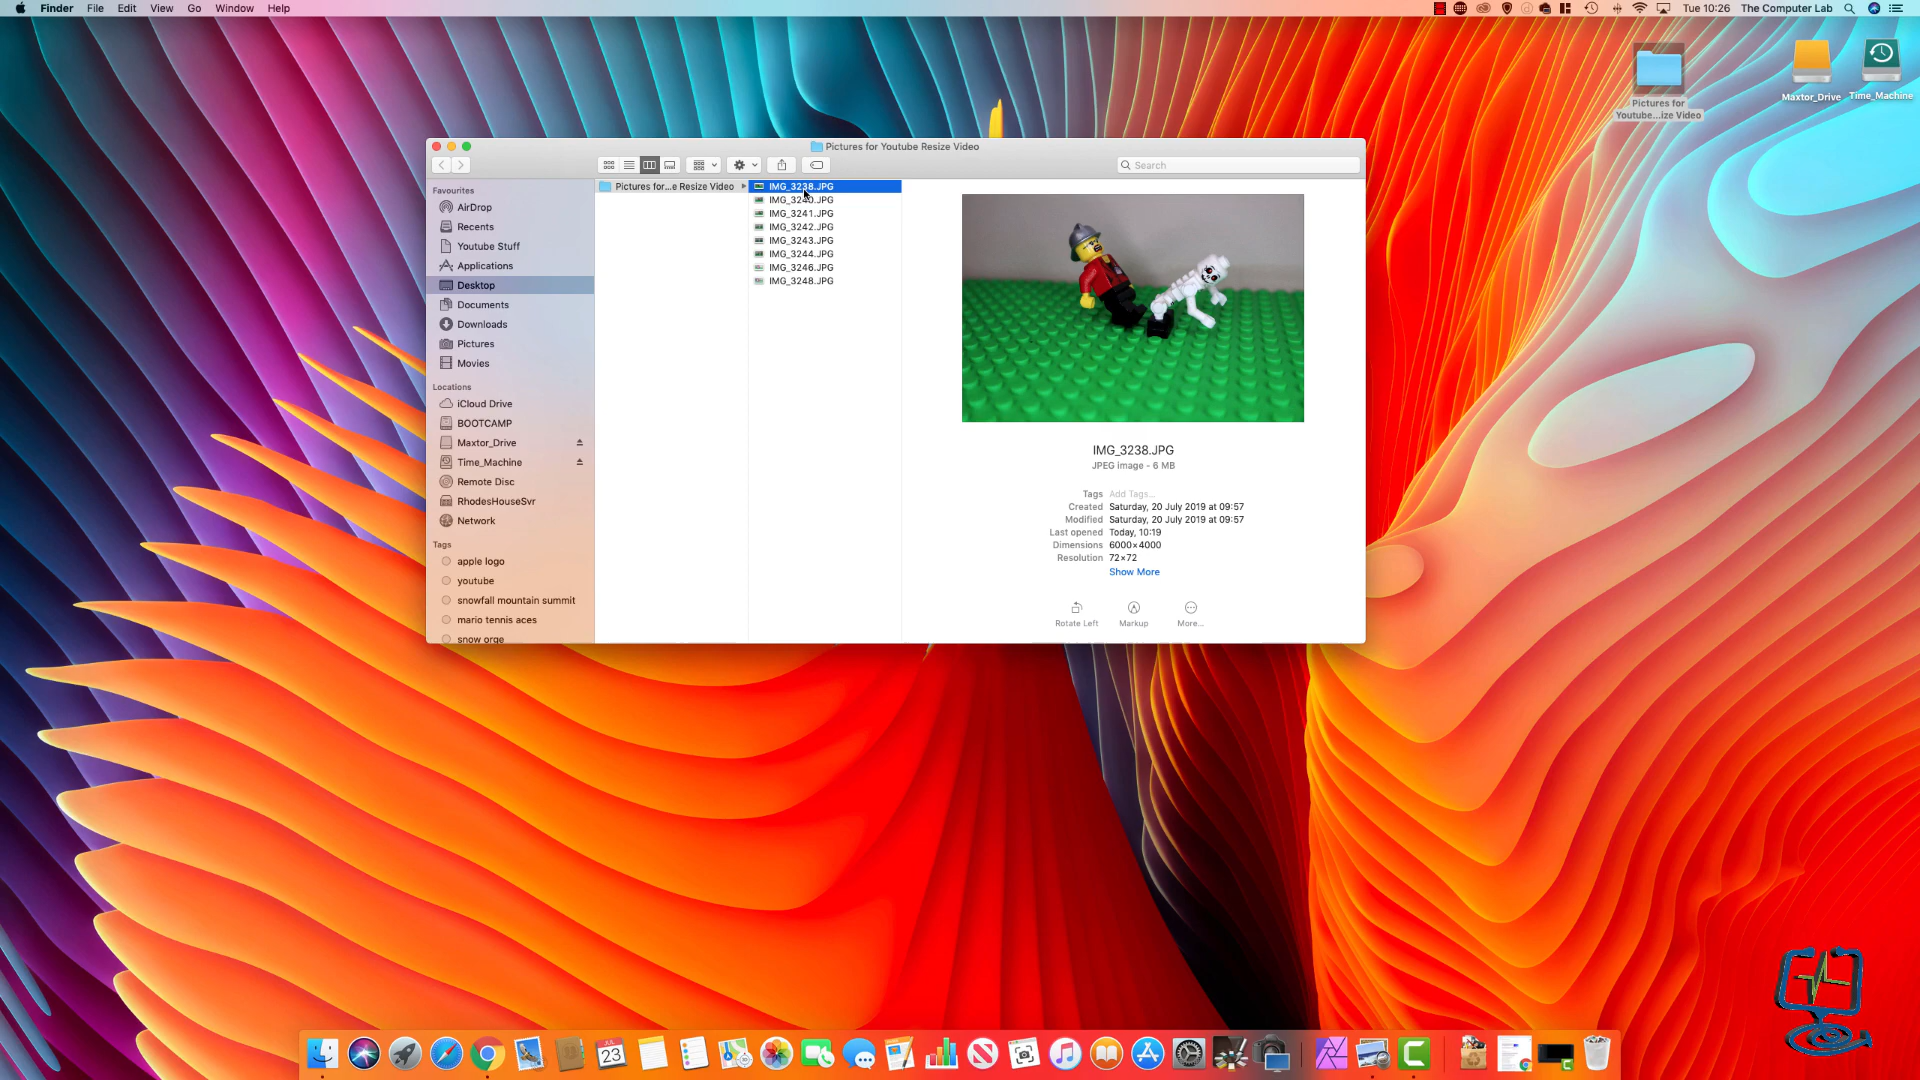 Finder File Edit View Go Window Help
Tue 10:26 The Computer Lab
Pictures for
Youtube...ize Video
Maxtor_Drive
Time_Machine
Pictures for Youtube Resize Video
Search
Favourites
AirDrop
Recents
Youtube Stuff
Applications
Desktop
Documents
Downloads
Pictures
Movies
Locations
iCloud Drive
BOOTCAMP
Maxtor_Drive
Time_Machine
Remote Disc
RhodesHouseSvr
Network
Tags
apple logo
youtube
snowfall mountain summit
mario tennis aces
snow orge
Pictures for...e Resize Video
IMG_3238.JPG
IMG_3240.JPG
IMG_3241.JPG
IMG_3242.JPG
IMG_3243.JPG
IMG_3244.JPG
IMG_3246.JPG
IMG_3248.JPG
IMG_3238.JPG
JPEG image - 6 MB
Tags Add Tags...
Created Saturday, 20 July 2019 at 09:57
Modified Saturday, 20 July 2019 at 09:57
Last opened Today, 10:19
Dimensions 6000×4000
Resolution 72×72
Show More
Rotate Left
Markup
More...
JUL
23